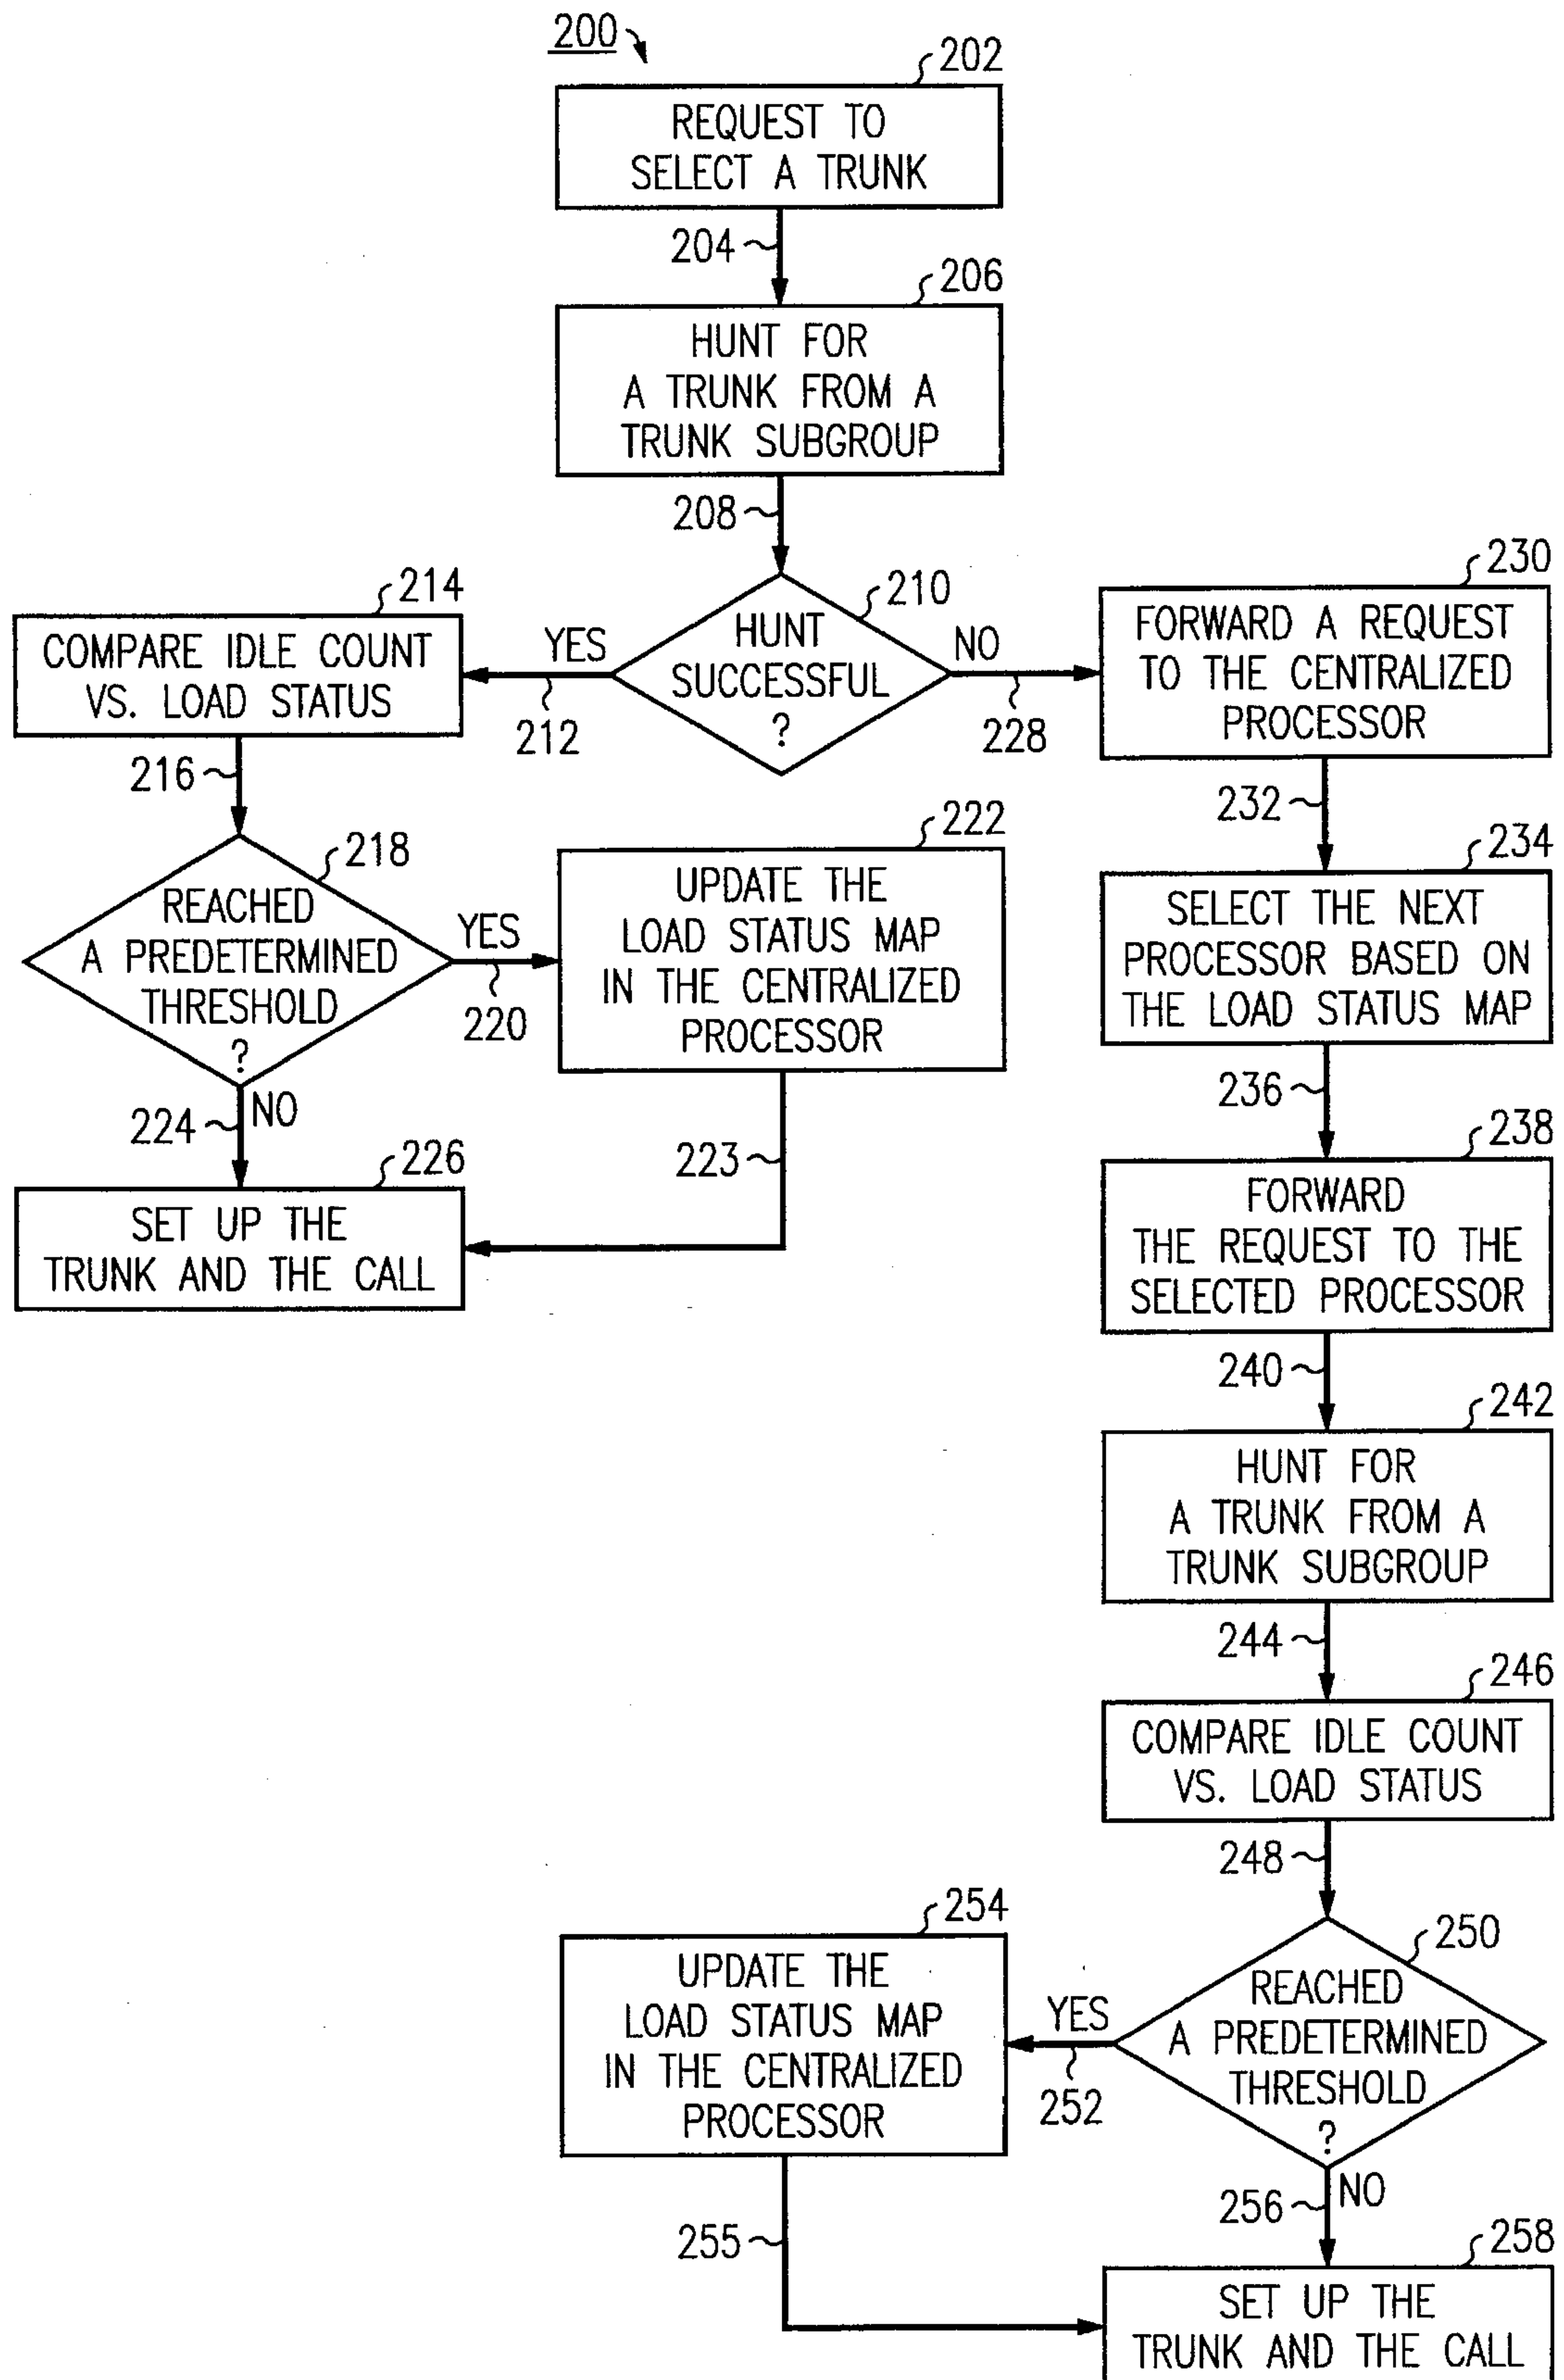 200
202
REQUEST TO
SELECT A TRUNK
204
206
HUNT FOR
A TRUNK FROM A
TRUNK SUBGROUP
208
210
HUNT
SUCCESSFUL
?
YES
212
NO
228
214
COMPARE IDLE COUNT
VS. LOAD STATUS
216
218
REACHED
A PREDETERMINED
THRESHOLD
?
YES
220
222
UPDATE THE
LOAD STATUS MAP
IN THE CENTRALIZED
PROCESSOR
223
224
NO
226
SET UP THE
TRUNK AND THE CALL
230
FORWARD A REQUEST
TO THE CENTRALIZED
PROCESSOR
232
234
SELECT THE NEXT
PROCESSOR BASED ON
THE LOAD STATUS MAP
236
238
FORWARD
THE REQUEST TO THE
SELECTED PROCESSOR
240
242
HUNT FOR
A TRUNK FROM A
TRUNK SUBGROUP
244
246
COMPARE IDLE COUNT
VS. LOAD STATUS
248
250
REACHED
A PREDETERMINED
THRESHOLD
?
YES
252
254
UPDATE THE
LOAD STATUS MAP
IN THE CENTRALIZED
PROCESSOR
255
256
NO
258
SET UP THE
TRUNK AND THE CALL